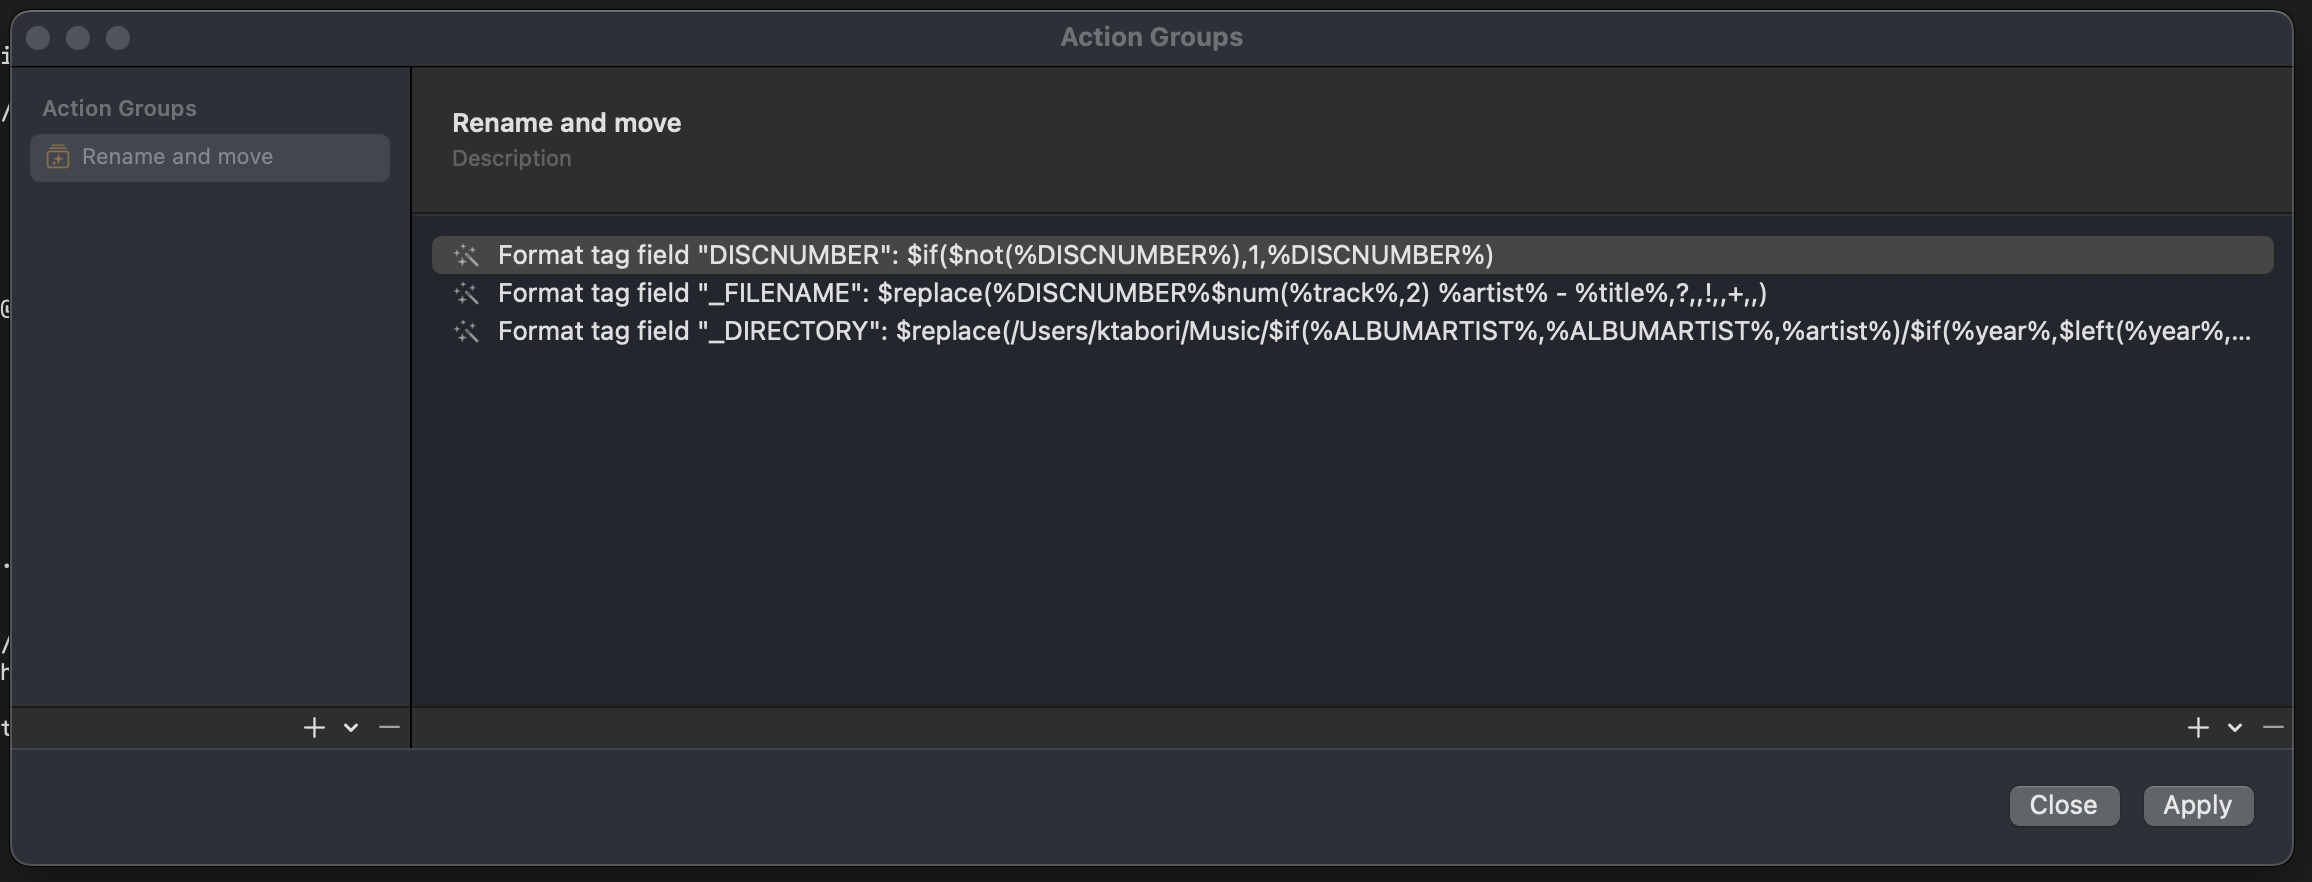 Action Groups
Action Groups
Rename and move
Rename and move
Description
Format tag field "DISCNUMBER": $if($not(%DISCNUMBER%),1,%DISCNUMBER%)
Format tag field "_FILENAME": $replace(%DISCNUMBER%$num(%track%,2) %artist% - %title%,?,,!,,+,,)
Format tag field "_DIRECTORY": $replace(/Users/ktabori/Music/$if(%ALBUMARTIST%,%ALBUMARTIST%,%artist%)/$if(%year%,$left(%year%,...
Close
Apply